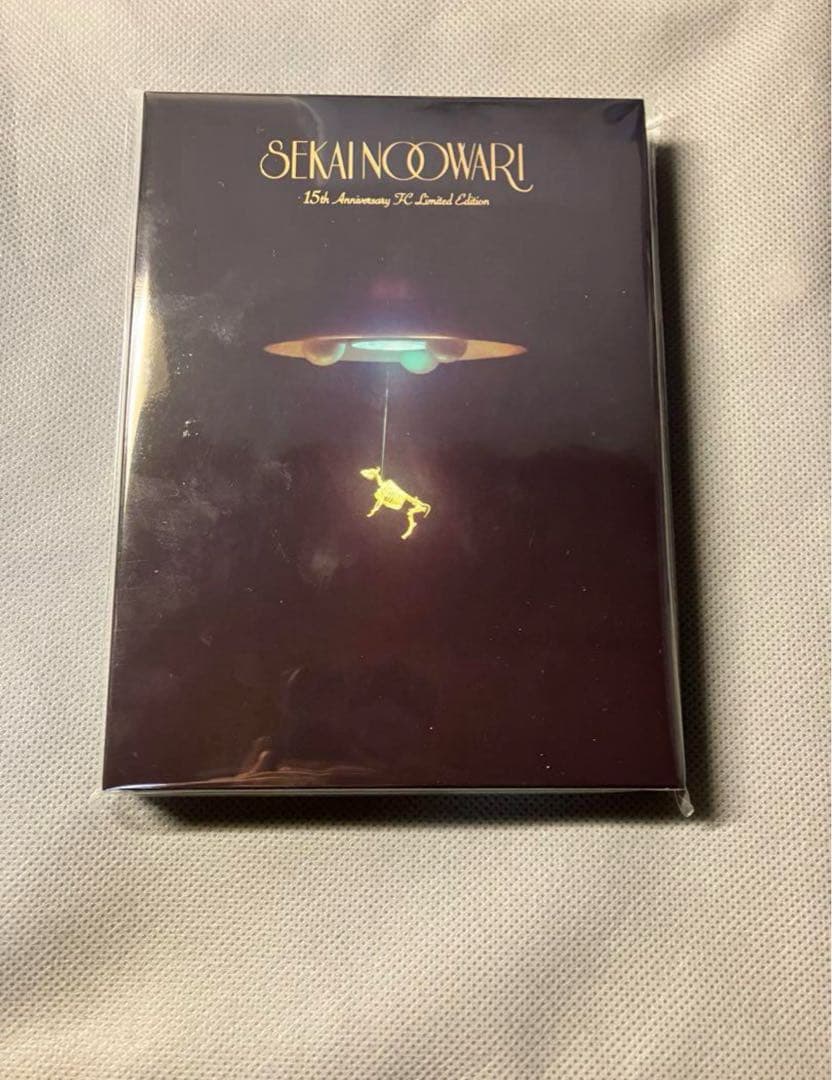 SEKAI NO OWARI
15th Anniversary FC Limited Edition